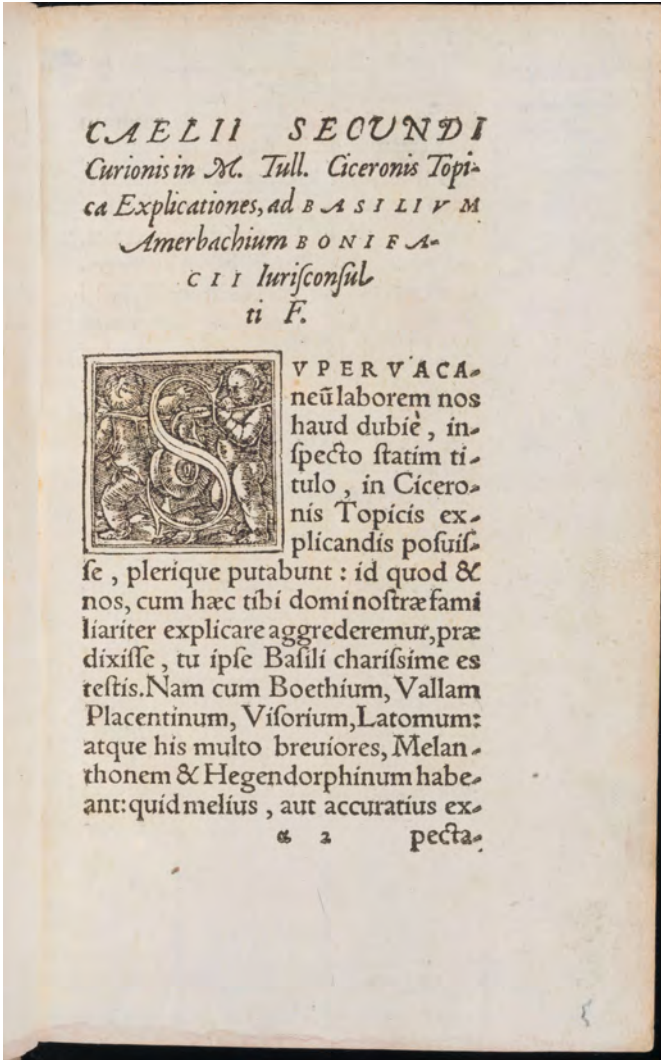 CAELII SECUNDI
Curionis in M. Tull. Ciceronis Topi-
ca Explicationes, ad BASILIVM
Amerbachium BONIFA-
CII Iuriſconſul
ti F.
SVPERVACA-
neũ laborem nos
haud dubiè, in-
ſpecto ſtatim ti-
tulo, in Cicero-
nis Topicis ex-
plicandis poſuiſ-
ſe, plerique putabunt: id quod &
nos, cum hæc tibi domi noſtræ fami
liariter explicare aggrederemur, præ
dixiſſe, tu ipſe Baſili chariſsime es
teſtis. Nam cum Boethium, Vallam
Placentinum, Viſorium, Latomum:
atque his multo breuiores, Melan-
thonem & Hegendorphinum habe-
ant: quid melius, aut accuratius ex-
α 2 pecta-
5